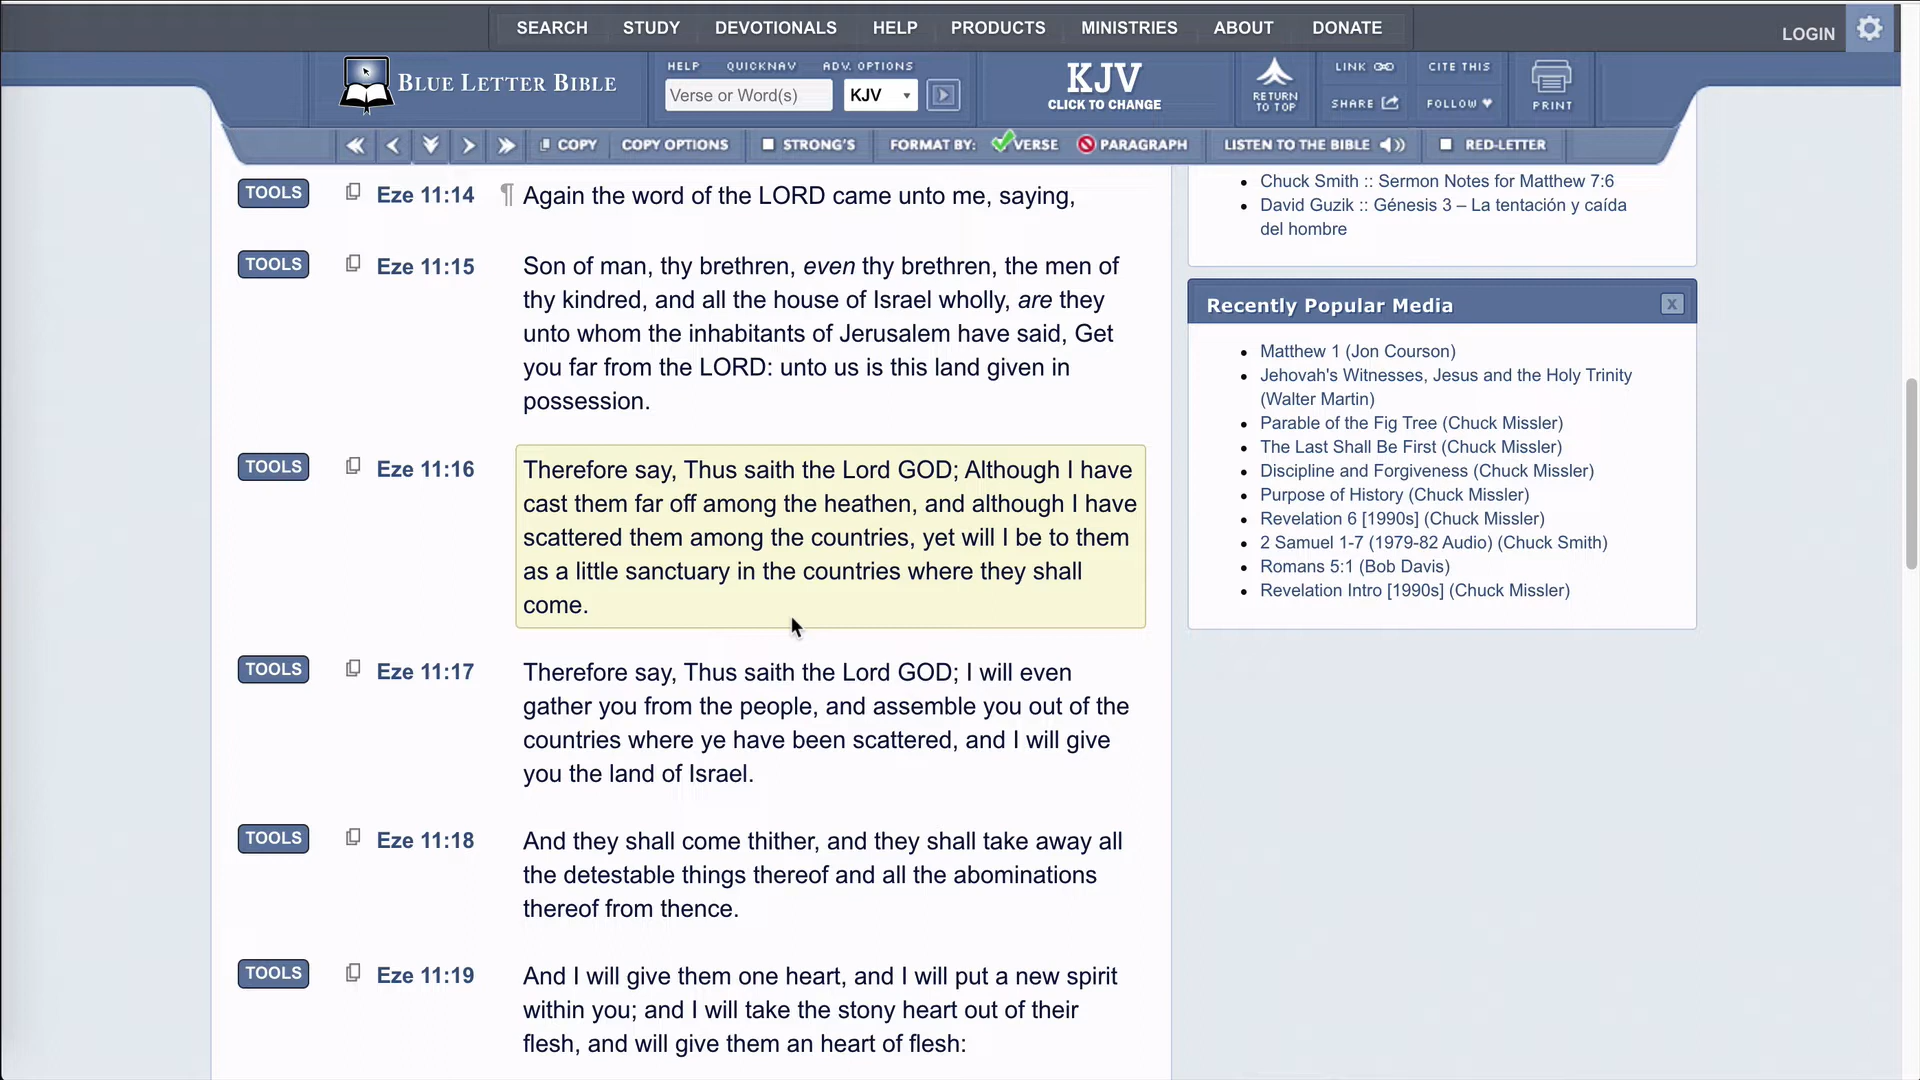 SEARCH STUDY DEVOTIONALS HELP PRODUCTS MINISTRIES ABOUT DONATE LOGIN
BLUE LETTER BIBLE
HELP QUICKNAV ADV. OPTIONS
Verse or Word(s) KJV
KJV
CLICK TO CHANGE
RETURN
TO TOP
LINK CITE THIS
SHARE FOLLOW
PRINT
COPY COPY OPTIONS STRONG'S FORMAT BY: VERSE PARAGRAPH LISTEN TO THE BIBLE RED-LETTER
TOOLS Eze 11:14 ¶ Again the word of the LORD came unto me, saying,
TOOLS Eze 11:15 Son of man, thy brethren, even thy brethren, the men of
thy kindred, and all the house of Israel wholly, are they
unto whom the inhabitants of Jerusalem have said, Get
you far from the LORD: unto us is this land given in
possession.
TOOLS Eze 11:16 Therefore say, Thus saith the Lord GOD; Although I have
cast them far off among the heathen, and although I have
scattered them among the countries, yet will I be to them
as a little sanctuary in the countries where they shall
come.
TOOLS Eze 11:17 Therefore say, Thus saith the Lord GOD; I will even
gather you from the people, and assemble you out of the
countries where ye have been scattered, and I will give
you the land of Israel.
TOOLS Eze 11:18 And they shall come thither, and they shall take away all
the detestable things thereof and all the abominations
thereof from thence.
TOOLS Eze 11:19 And I will give them one heart, and I will put a new spirit
within you; and I will take the stony heart out of their
flesh, and will give them an heart of flesh:
Chuck Smith :: Sermon Notes for Matthew 7:6
David Guzik :: Génesis 3 – La tentación y caída
del hombre
Recently Popular Media X
Matthew 1 (Jon Courson)
Jehovah's Witnesses, Jesus and the Holy Trinity
(Walter Martin)
Parable of the Fig Tree (Chuck Missler)
The Last Shall Be First (Chuck Missler)
Discipline and Forgiveness (Chuck Missler)
Purpose of History (Chuck Missler)
Revelation 6 [1990s] (Chuck Missler)
2 Samuel 1-7 (1979-82 Audio) (Chuck Smith)
Romans 5:1 (Bob Davis)
Revelation Intro [1990s] (Chuck Missler)